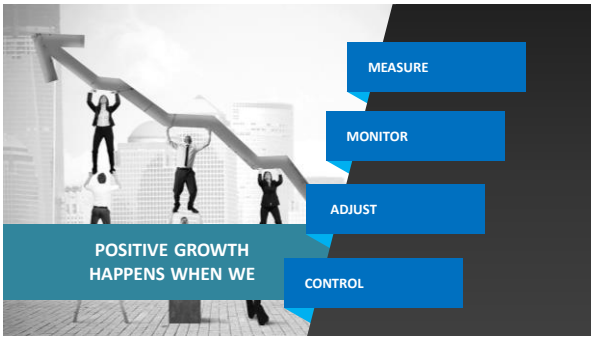 POSITIVE GROWTH
HAPPENS WHEN WE
MEASURE
MONITOR
ADJUST
CONTROL